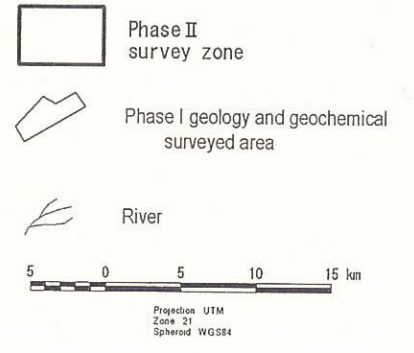 Phase Ⅱ
survey zone
Phase I geology and geochemical
surveyed area
River
5 0 5 10 15 km
Projection UTM
Zone 21
Spheroid WGS84